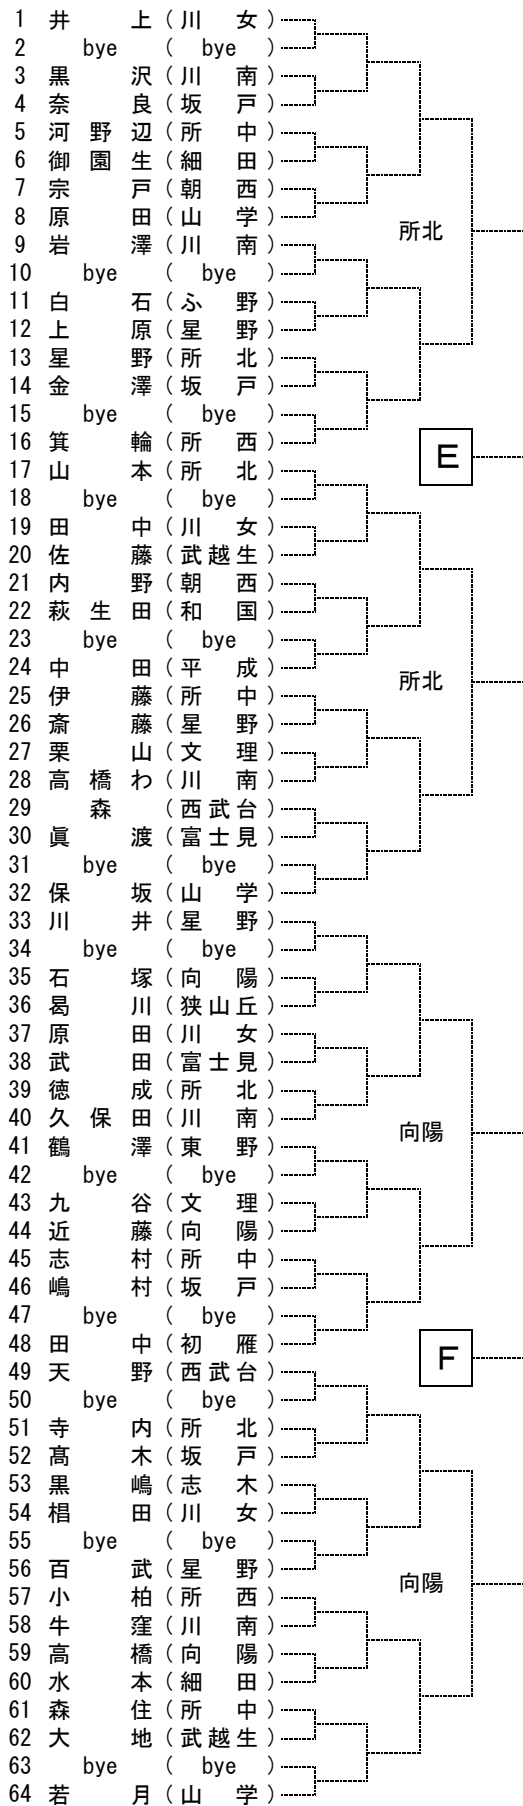 1 井 上 ( 川 女 )
2 bye ( bye )
3 黒 沢 ( 川 南 )
4 奈 良 ( 坂 戸 )
5 河 野 辺 ( 所 中 )
6 御 園 生 ( 細 田 )
7 宗 戸 ( 朝 西 )
8 原 田 ( 山 学 )
所北
9 岩 澤 ( 川 南 )
10 bye ( bye )
11 白 石 ( ふ 野 )
12 上 原 ( 星 野 )
13 星 野 ( 所 北 )
14 金 澤 ( 坂 戸 )
15 bye ( bye )
16 箕 輪 ( 所 西 )
E
17 山 本 ( 所 北 )
18 bye ( bye )
19 田 中 ( 川 女 )
20 佐 藤 ( 武 越 生 )
21 内 野 ( 朝 西 )
22 萩 生 田 ( 和 国 )
23 bye ( bye )
24 中 田 ( 平 成 )
所北
25 伊 藤 ( 所 中 )
26 斎 藤 ( 星 野 )
27 栗 山 ( 文 理 )
28 高 橋 わ ( 川 南 )
29 森 ( 西 武 台 )
30 眞 渡 ( 富 士 見 )
31 bye ( bye )
32 保 坂 ( 山 学 )
33 川 井 ( 星 野 )
34 bye ( bye )
35 石 塚 ( 向 陽 )
36 曷 川 ( 狭 山 丘 )
37 原 田 ( 川 女 )
38 武 田 ( 富 士 見 )
39 徳 成 ( 所 北 )
40 久 保 田 ( 川 南 )
向陽
41 鶴 澤 ( 東 野 )
42 bye ( bye )
43 九 谷 ( 文 理 )
44 近 藤 ( 向 陽 )
45 志 村 ( 所 中 )
46 嶋 村 ( 坂 戸 )
47 bye ( bye )
48 田 中 ( 初 雁 )
F
49 天 野 ( 西 武 台 )
50 bye ( bye )
51 寺 内 ( 所 北 )
52 髙 木 ( 坂 戸 )
53 黒 嶋 ( 志 木 )
54 椙 田 ( 川 女 )
55 bye ( bye )
56 百 武 ( 星 野 )
向陽
57 小 柏 ( 所 西 )
58 牛 窪 ( 川 南 )
59 高 橋 ( 向 陽 )
60 水 本 ( 細 田 )
61 森 住 ( 所 中 )
62 大 地 ( 武 越 生 )
63 bye ( bye )
64 若 月 ( 山 学 )